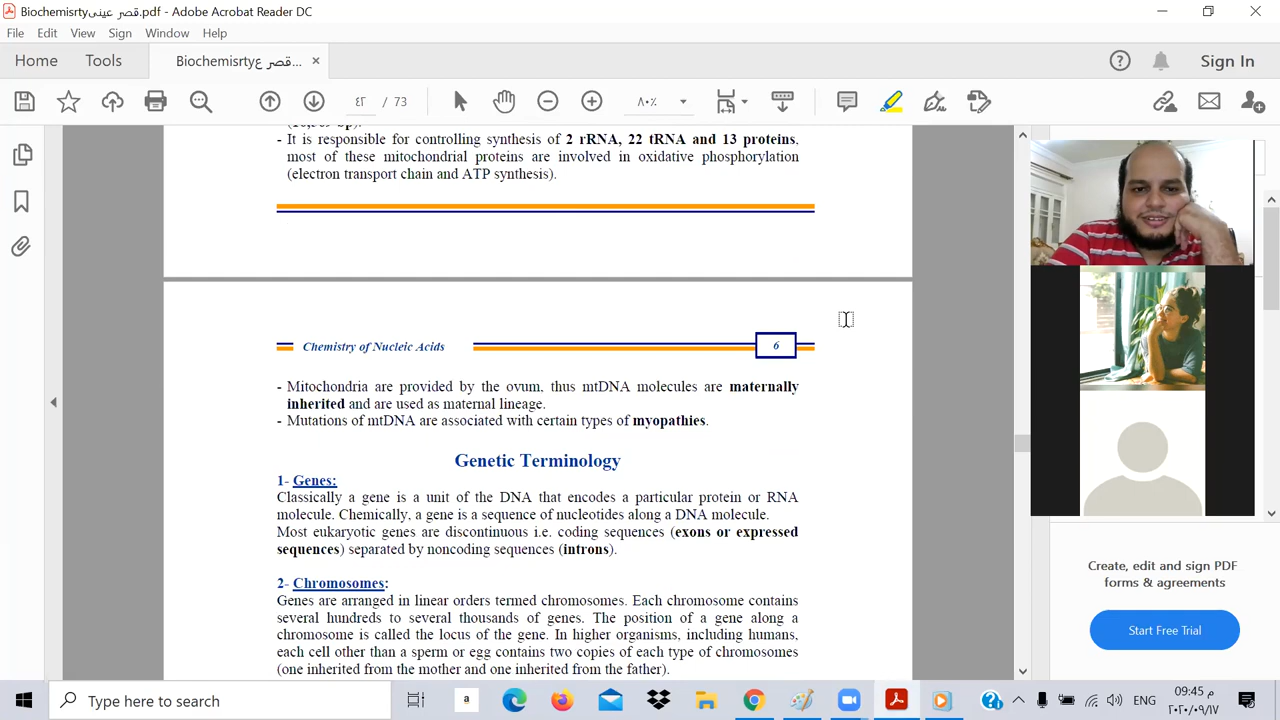 Biochemisrtyقصر عينى.pdf - Adobe Acrobat Reader DC
File Edit View Sign Window Help
Home Tools Biochemisrtyقصر ع... ×
٤٢ / 73 ٨٠٪
Sign In
- It is responsible for controlling synthesis of 2 rRNA, 22 tRNA and 13 proteins,
most of these mitochondrial proteins are involved in oxidative phosphorylation
(electron transport chain and ATP synthesis).
Chemistry of Nucleic Acids 6
- Mitochondria are provided by the ovum, thus mtDNA molecules are maternally
inherited and are used as maternal lineage.
- Mutations of mtDNA are associated with certain types of myopathies.
Genetic Terminology
1- Genes:
Classically a gene is a unit of the DNA that encodes a particular protein or RNA
molecule. Chemically, a gene is a sequence of nucleotides along a DNA molecule.
Most eukaryotic genes are discontinuous i.e. coding sequences (exons or expressed
sequences) separated by noncoding sequences (introns).
2- Chromosomes:
Genes are arranged in linear orders termed chromosomes. Each chromosome contains
several hundreds to several thousands of genes. The position of a gene along a
chromosome is called the locus of the gene. In higher organisms, including humans,
each cell other than a sperm or egg contains two copies of each type of chromosomes
(one inherited from the mother and one inherited from the father).
Create, edit and sign PDF
forms & agreements
Start Free Trial
Type here to search
a
ENG
09:45 م
٢٠٢٠/٠٩/١٧